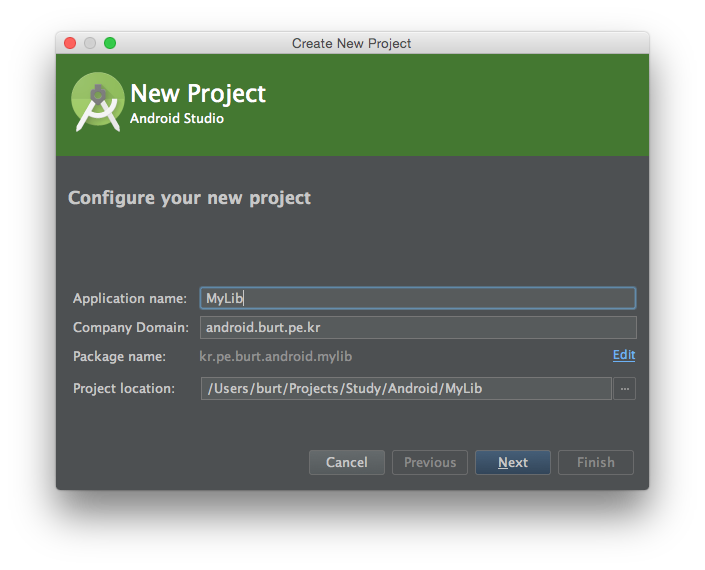 Create New Project
New Project
Android Studio
Configure your new project
Application name: MyLib
Company Domain: android.burt.pe.kr
Package name: kr.pe.burt.android.mylib Edit
Project location: /Users/burt/Projects/Study/Android/MyLib ...
Cancel Previous Next Finish